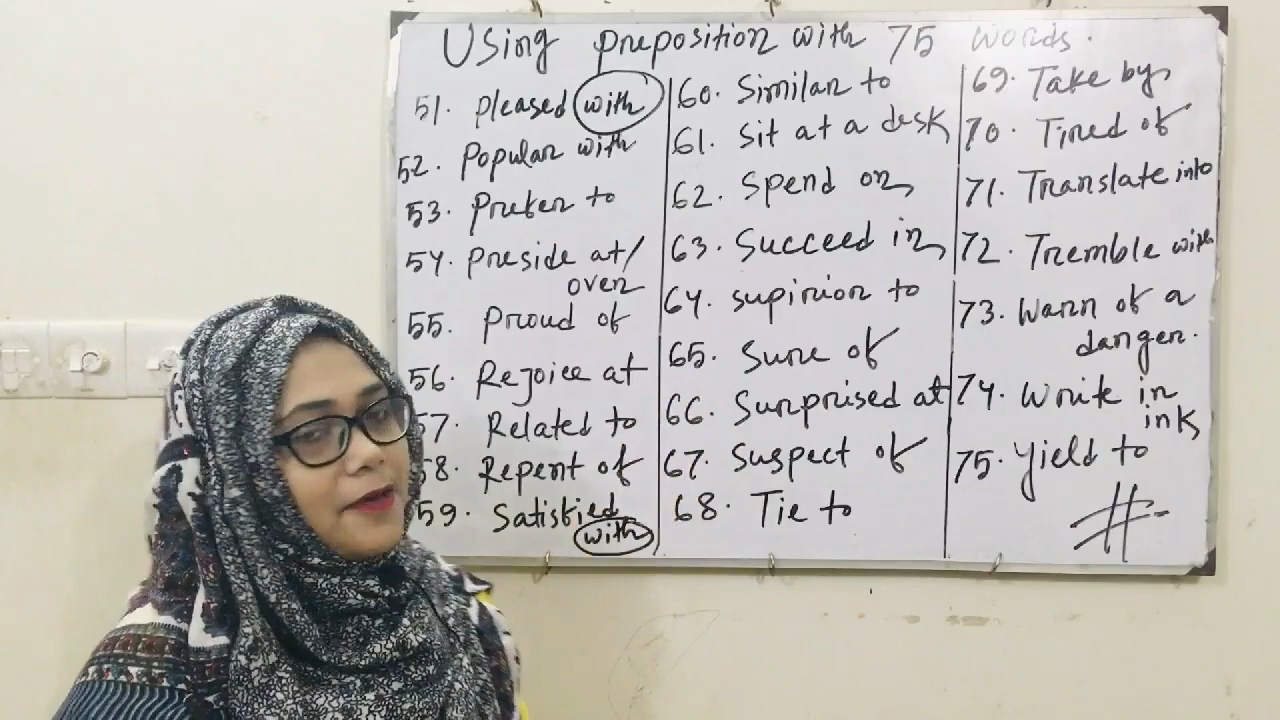 Using preposition with 75 words.
51. Pleased with
52. Popular with
53. Prefer to
54. Preside at/
over
55. Proud of
56. Rejoice at
57. Related to
58. Repent of
59. Satisfied
with
60. Similar to
61. Sit at a desk
62. Spend on
63. Succeed in
64. supirior to
65. Sure of
66. Surprised at
67. Suspect of
68. Tie to
69. Take by
70. Tired of
71. Translate into
72. Tremble with
73. Warn of a
danger.
74. Write in
ink
75. Yield to